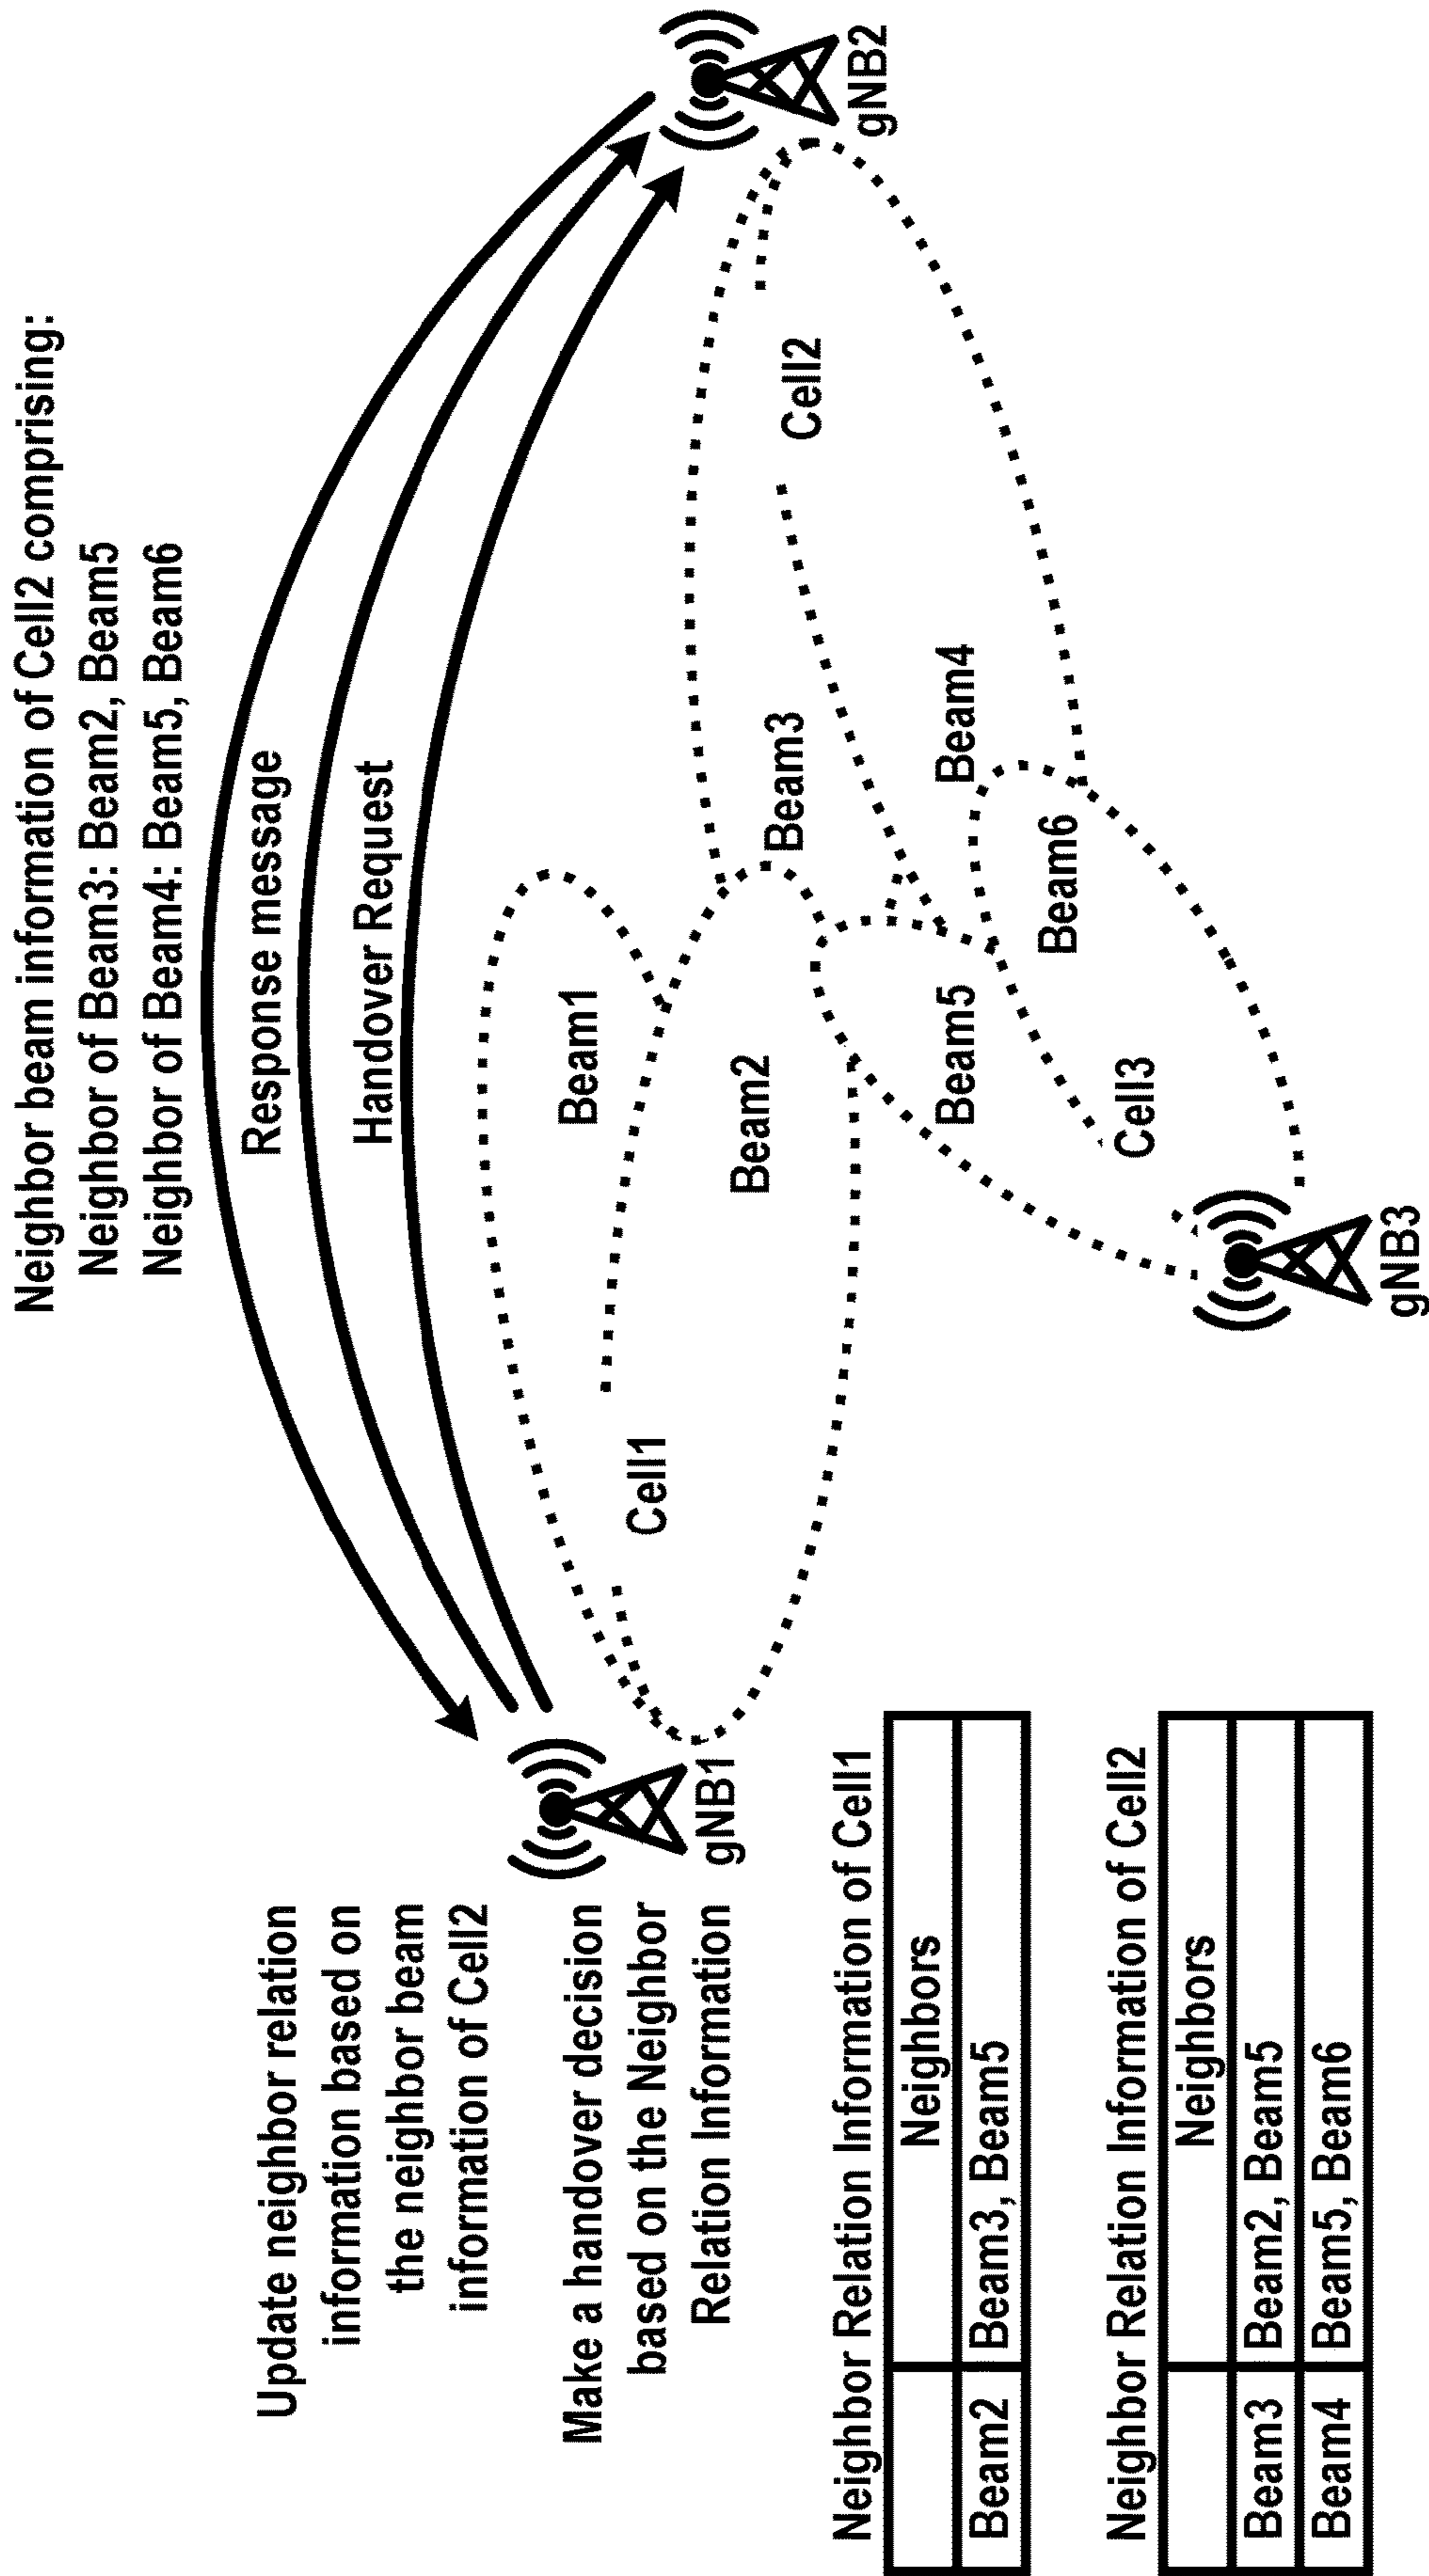 Neighbor beam information of Cell2 comprising:
Neighbor of Beam3: Beam2, Beam5
Neighbor of Beam4: Beam5, Beam6
Response message
Handover Request
Update neighbor relation
information based on
the neighbor beam
information of Cell2
Make a handover decision
based on the Neighbor
Relation Information
gNB1
gNB2
gNB3
Cell1
Beam1
Beam2
Cell2
Beam3
Beam4
Cell3
Beam5
Beam6
Neighbor Relation Information of Cell1
Neighbors
Beam2 Beam3, Beam5
Neighbor Relation Information of Cell2
Neighbors
Beam3 Beam2, Beam5
Beam4 Beam5, Beam6